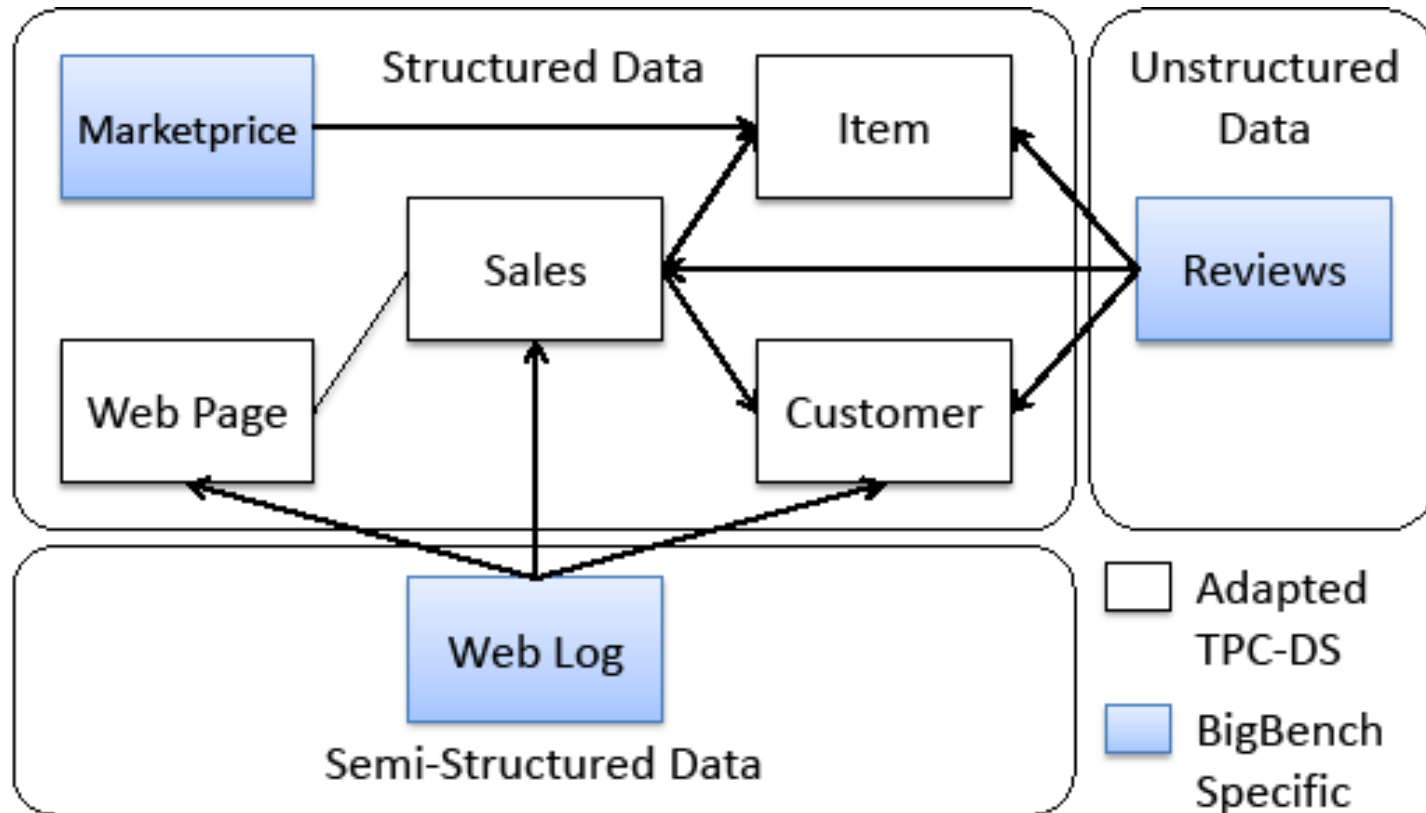 Structured Data
Marketprice
Item
Sales
Web Page
Customer
Unstructured
Data
Reviews
Web Log
Semi-Structured Data
Adapted
TPC-DS
BigBench
Specific